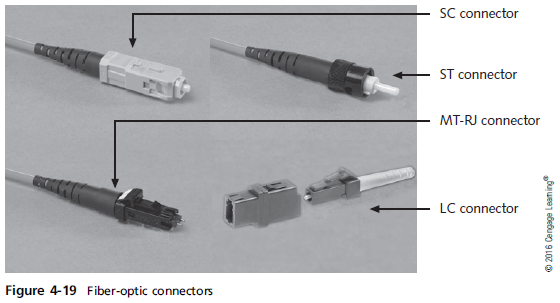 SC connector
ST connector
MT-RJ connector
LC connector
© 2016 Cengage Learning®
Figure 4-19 Fiber-optic connectors